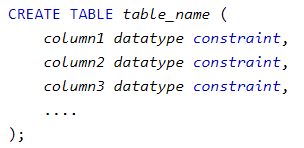 CREATE TABLE table_name (
    column1 datatype constraint,
    column2 datatype constraint,
    column3 datatype constraint,
    ....
);